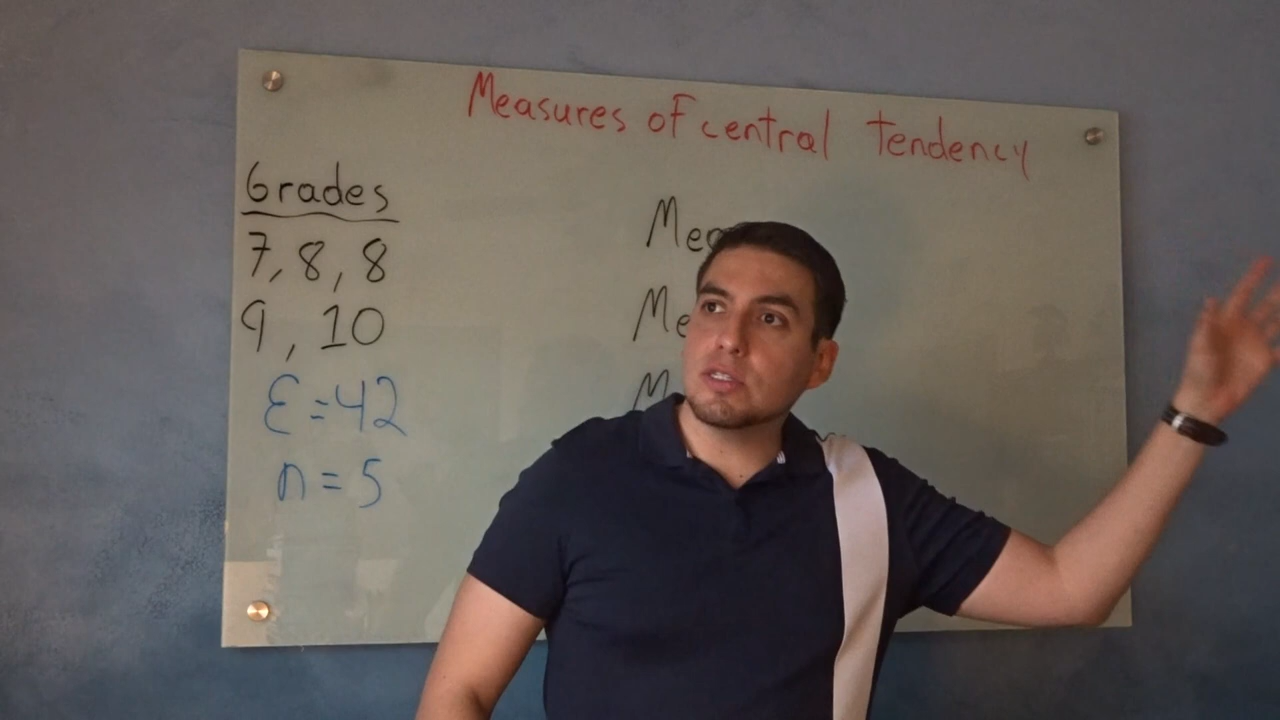 Measures of central tendency
Grades
7, 8, 8
9, 10
Σ = 42
n = 5